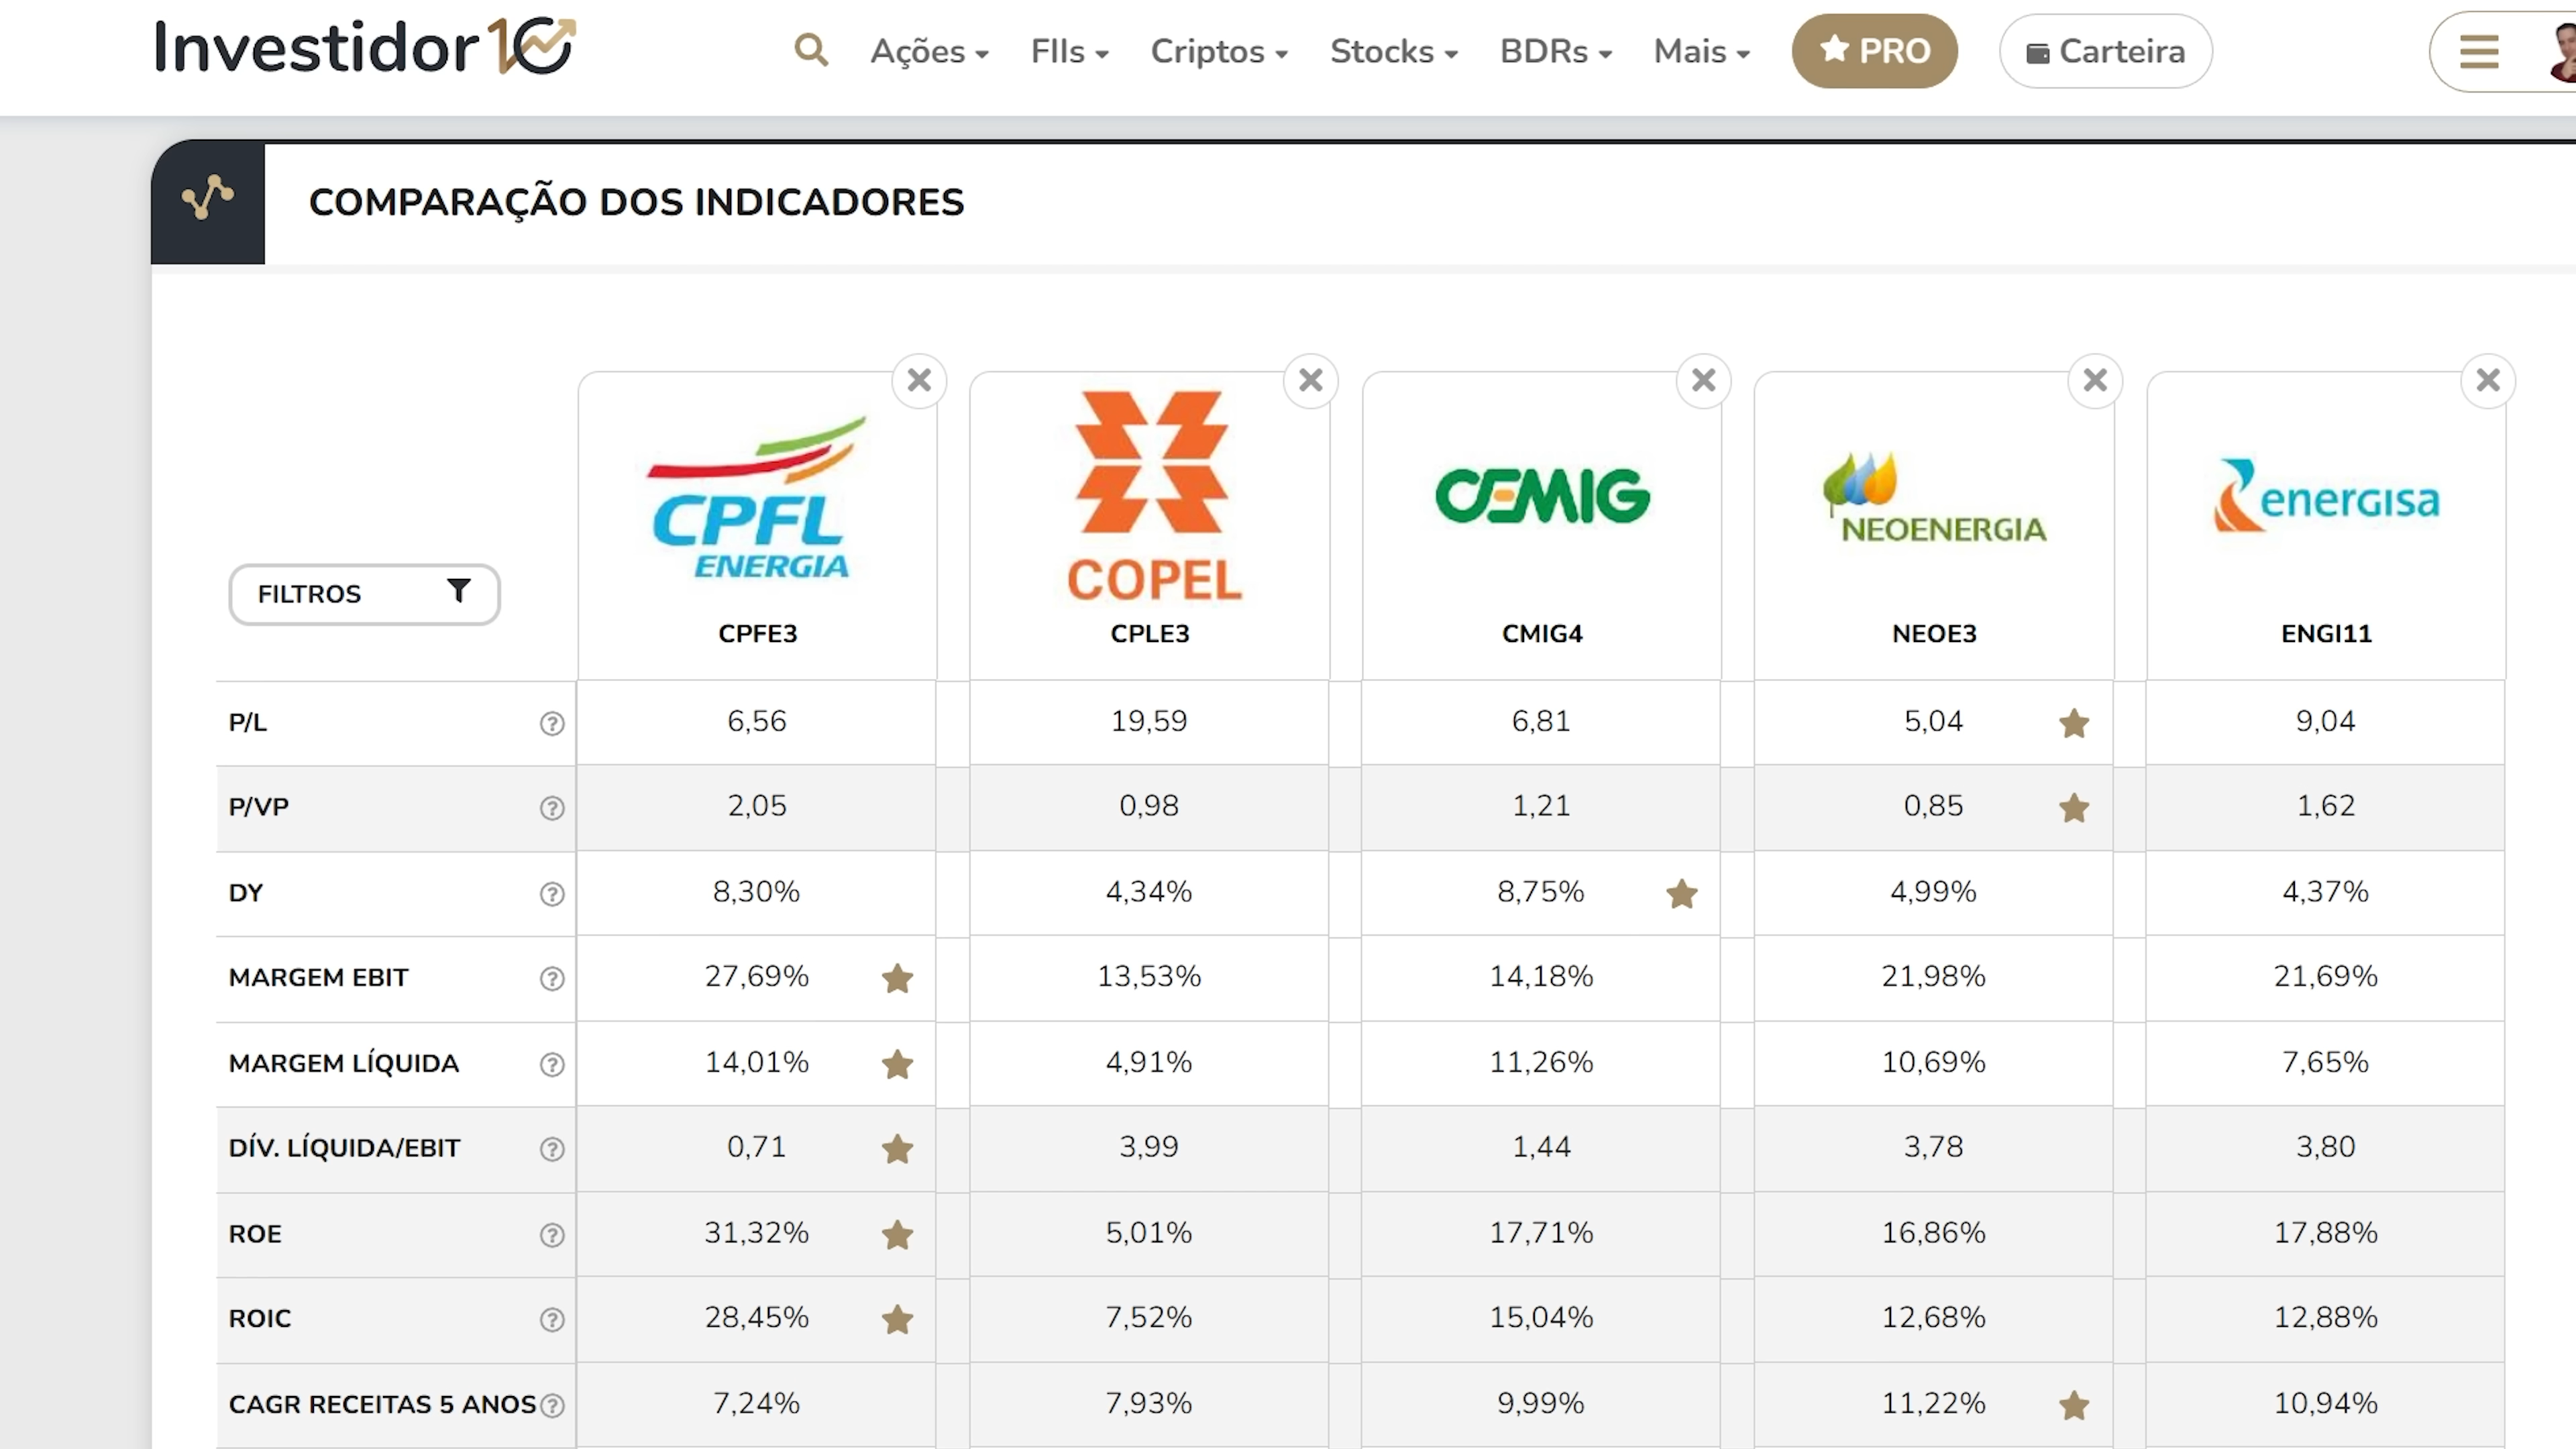 Investidor10 Ações FIIs Criptos Stocks BDRs Mais PRO Carteira
COMPARAÇÃO DOS INDICADORES
CPFL ENERGIA COPEL CEMIG NEOENERGIA energisa
FILTROS
CPFE3 CPLE3 CMIG4 NEOE3 ENGI11
P/L ? 6,56 19,59 6,81 5,04 9,04
P/VP ? 2,05 0,98 1,21 0,85 1,62
DY ? 8,30% 4,34% 8,75% 4,99% 4,37%
MARGEM EBIT ? 27,69% 13,53% 14,18% 21,98% 21,69%
MARGEM LÍQUIDA ? 14,01% 4,91% 11,26% 10,69% 7,65%
DÍV. LÍQUIDA/EBIT ? 0,71 3,99 1,44 3,78 3,80
ROE ? 31,32% 5,01% 17,71% 16,86% 17,88%
ROIC ? 28,45% 7,52% 15,04% 12,68% 12,88%
CAGR RECEITAS 5 ANOS ? 7,24% 7,93% 9,99% 11,22% 10,94%